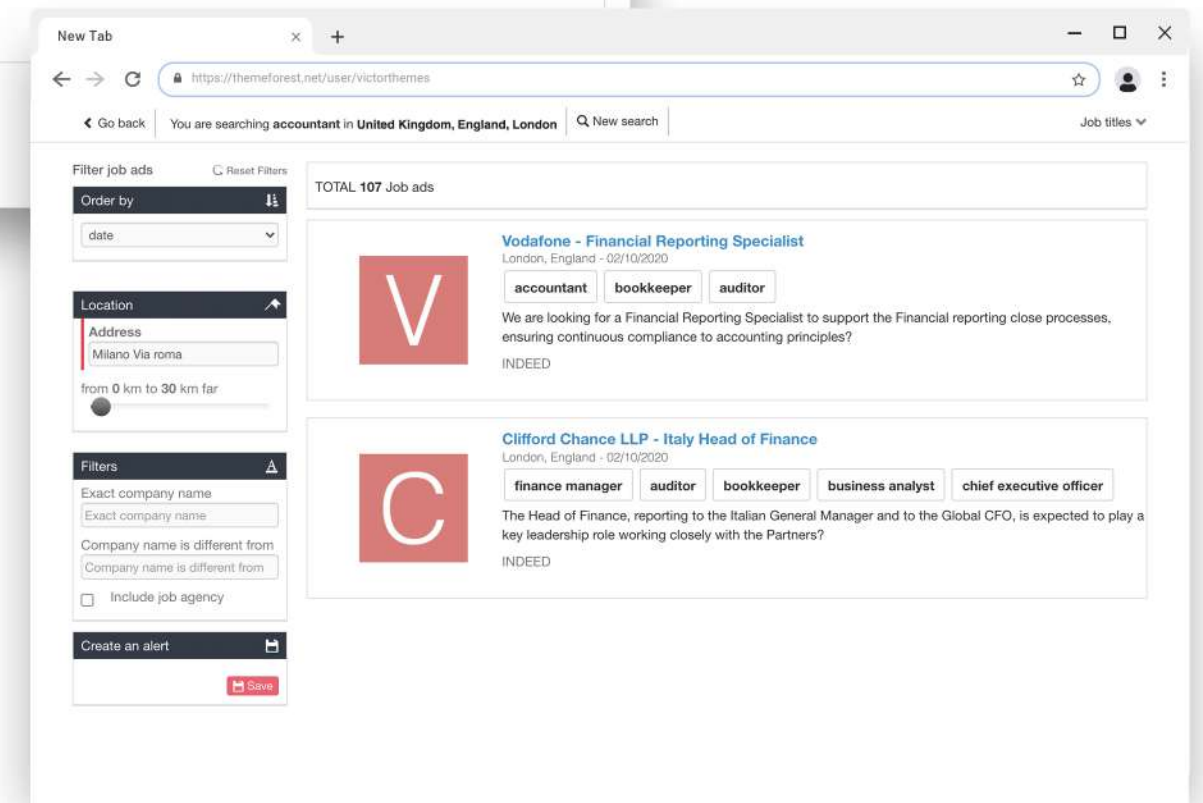 New Tab
https://themeforest.net/user/victorthemes
Go back
You are searching accountant in United Kingdom, England, London
New search
Job titles
Filter job ads
Reset Filters
Order by
date
Location
Address
Milano Via roma
from 0 km to 30 km far
Filters
Exact company name
Exact company name
Company name is different from
Company name is different from
Include job agency
Create an alert
Save
TOTAL 107 Job ads
V
Vodafone - Financial Reporting Specialist
London, England - 02/10/2020
accountant bookkeeper auditor
We are looking for a Financial Reporting Specialist to support the Financial reporting close processes,
ensuring continuous compliance to accounting principles?
INDEED
C
Clifford Chance LLP - Italy Head of Finance
London, England - 02/10/2020
finance manager auditor bookkeeper business analyst chief executive officer
The Head of Finance, reporting to the Italian General Manager and to the Global CFO, is expected to play a
key leadership role working closely with the Partners?
INDEED